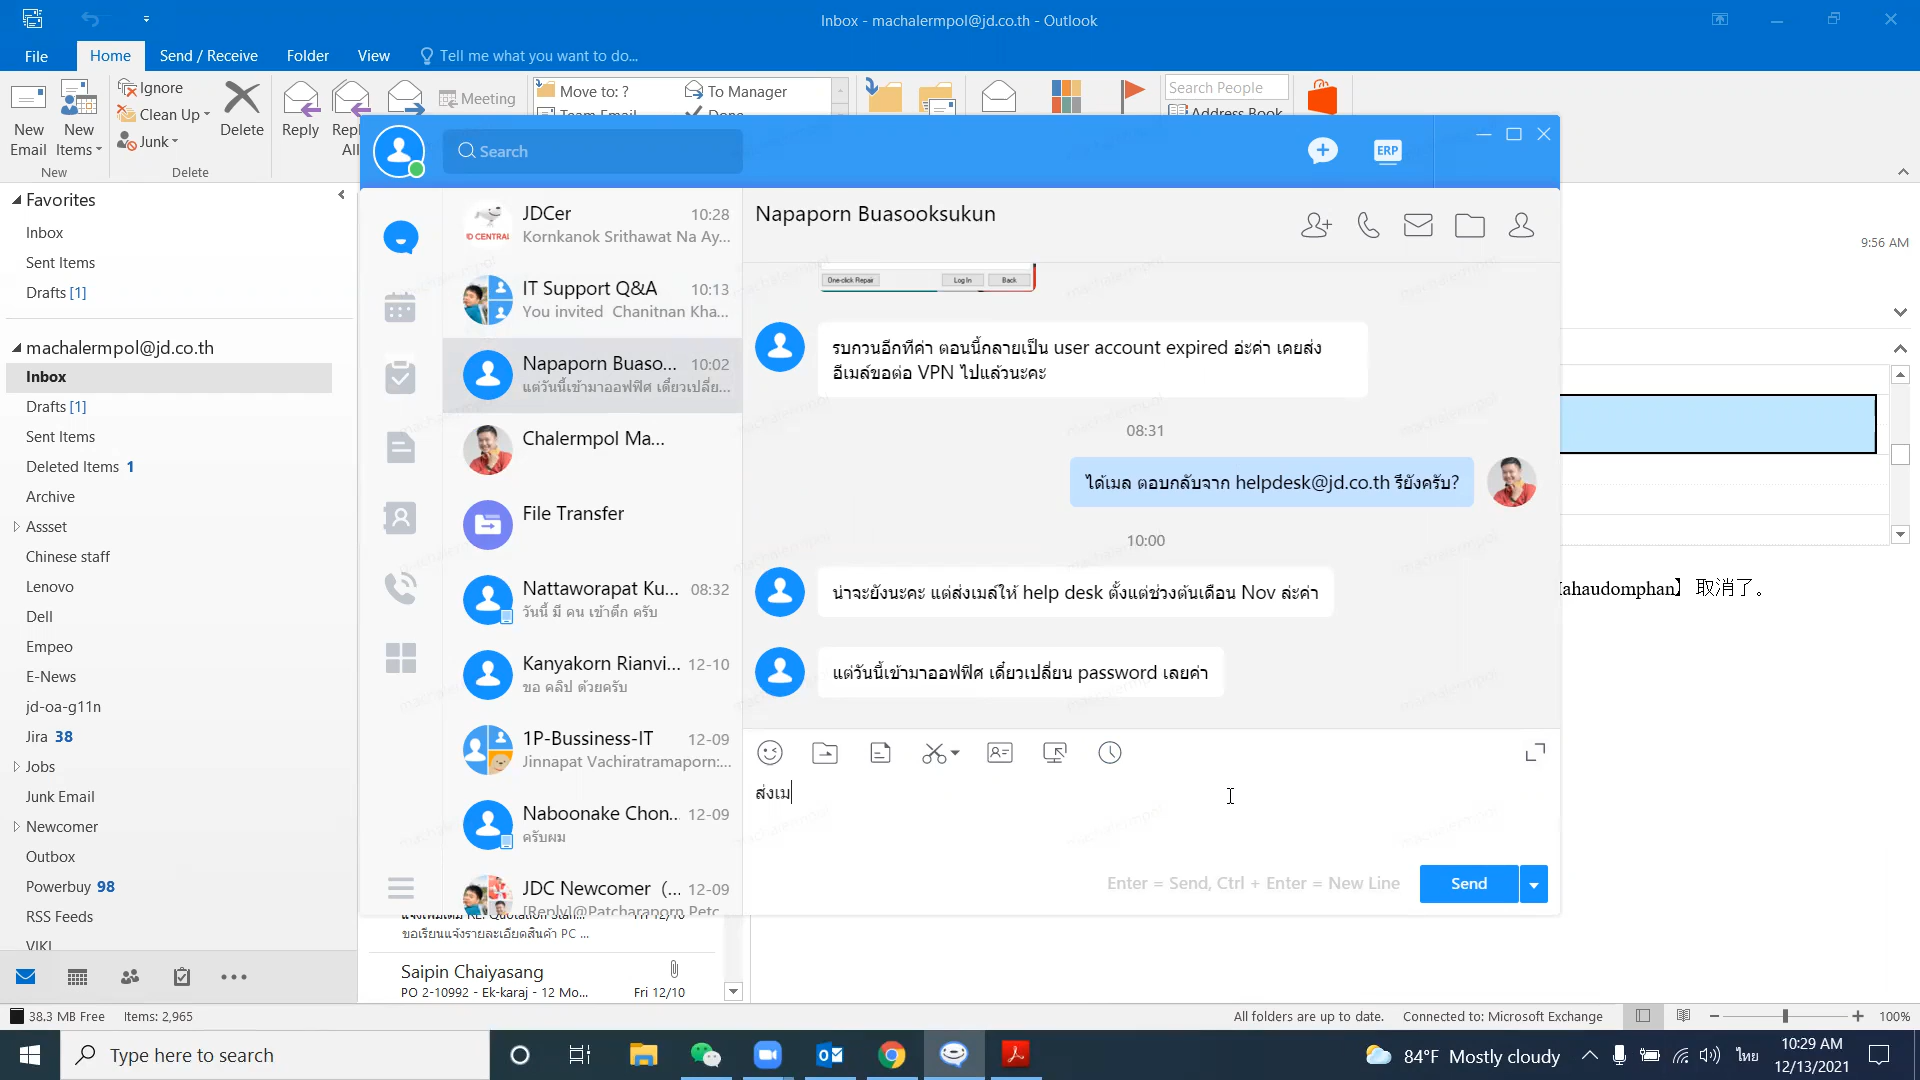 Inbox - machalermpol@jd.co.th - Outlook
File
Home
Send / Receive
Folder
View
Tell me what you want to do...
New
Email
New
Items
New
Ignore
Clean Up
Junk
Delete
Delete
Reply
Meeting
Move to: ?
To Manager
Search People
Favorites
Inbox
Sent Items
Drafts [1]
machalermpol@jd.co.th
Inbox
Drafts [1]
Sent Items
Deleted Items 1
Archive
Assset
Chinese staff
Lenovo
Dell
Empeo
E-News
jd-oa-g11n
Jira 38
Jobs
Junk Email
Newcomer
Outbox
Powerbuy 98
RSS Feeds
VIKI
Search
ERP
JDCer 10:28
Kornkanok Srithawat Na Ay...
IT Support Q&A 10:13
You invited Chanitnan Kha...
Napaporn Buaso... 10:02
แต่วันนี้เข้ามาออฟฟิศ เดี๋ยวเปลี่ย...
Chalermpol Ma...
File Transfer
Nattaworapat Ku... 08:32
วันนี้ มี คน เข้าตึก ครับ
Kanyakorn Rianvi... 12-10
ขอ คลิป ด้วยครับ
1P-Bussiness-IT 12-09
Jinnapat Vachiratramaporn:...
Naboonake Chon... 12-09
ครับผม
JDC Newcomer (... 12-09
[Reply]@Patcharaporn Petc
Napaporn Buasooksukun
One-click Repair
Log In
Back
รบกวนอีกทีค่า ตอนนี้กลายเป็น user account expired อ่ะค่า เคยส่ง
อีเมล์ขอต่อ VPN ไปแล้วนะคะ
08:31
ได้เมล ตอบกลับจาก helpdesk@jd.co.th รึยังครับ?
10:00
น่าจะยังนะคะ แต่ส่งเมล์ให้ help desk ตั้งแต่ช่วงต้นเดือน Nov ล่ะค่า
แต่วันนี้เข้ามาออฟฟิศ เดี๋ยวเปลี่ยน password เลยค่า
ส่งเม
Enter = Send, Ctrl + Enter = New Line
Send
9:56 AM
ahaudomphan】 取消了。
ขอเรียนแจ้งรายละเอียดสินค้า PC ...
Saipin Chaiyasang
PO 2-10992 - Ek-karaj - 12 Mo... Fri 12/10
38.3 MB Free
Items: 2,965
All folders are up to date.
Connected to: Microsoft Exchange
100%
Type here to search
84°F Mostly cloudy
ไทย
10:29 AM
12/13/2021